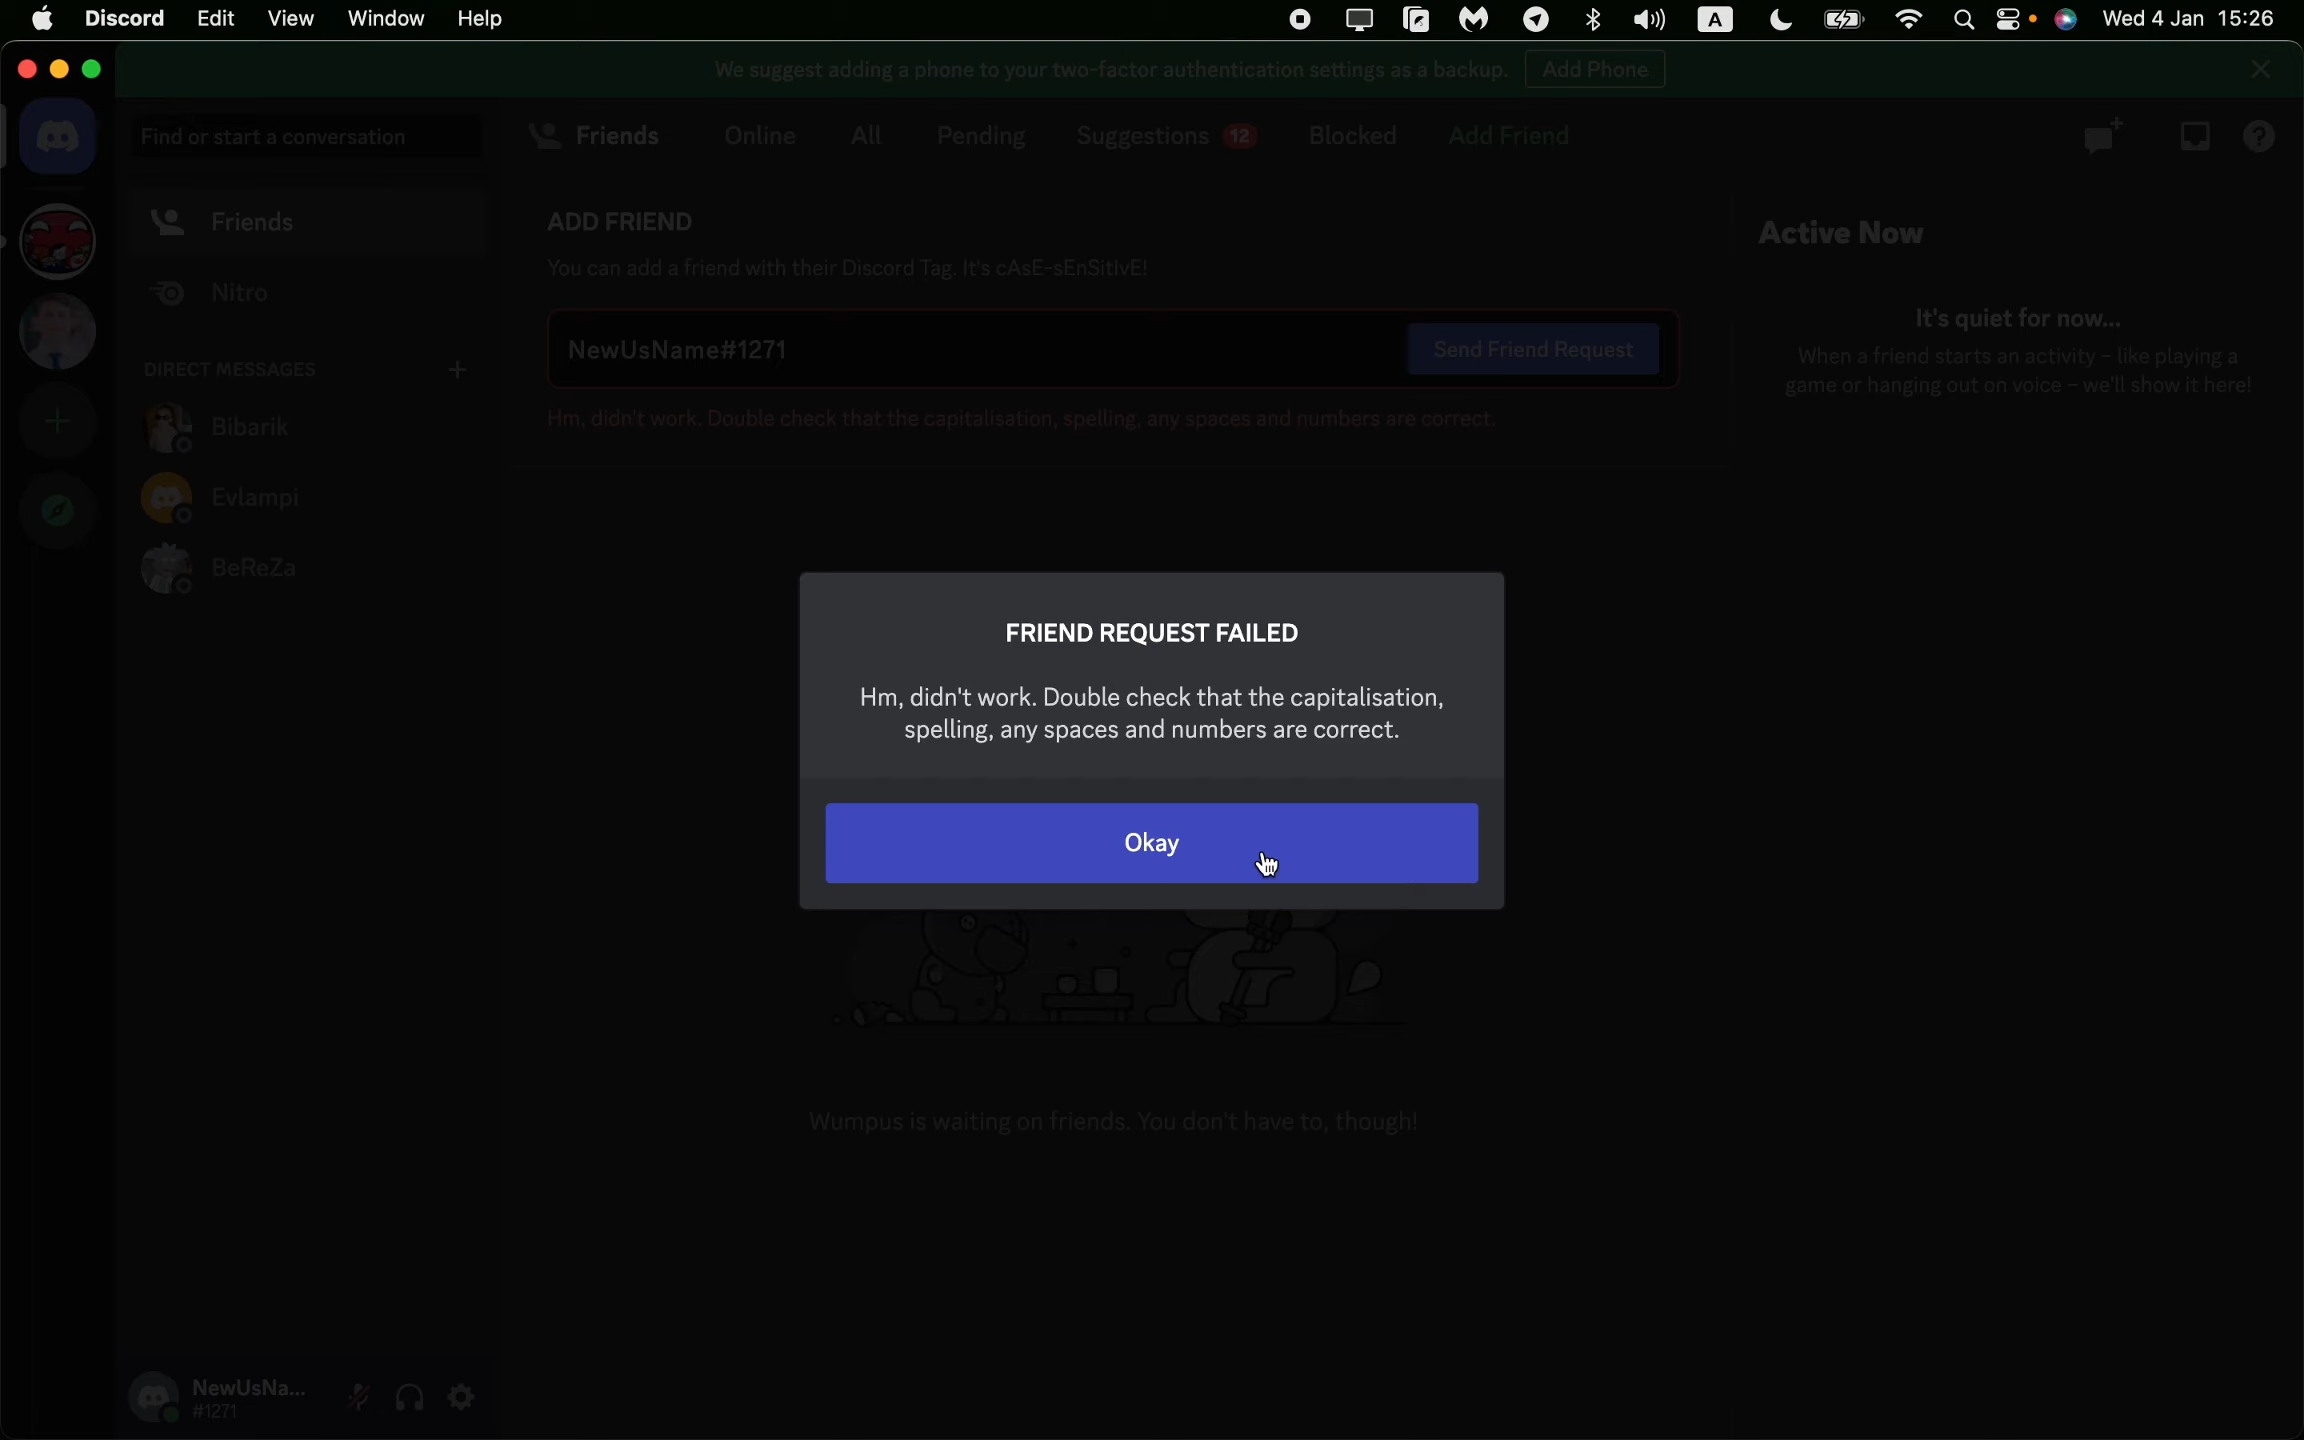 Discord Edit View Window Help A Wed 4 Jan 15:26
We suggest adding a phone to your two-factor authentication settings as a backup. Add Phone
Find or start a conversation
Friends Online All Pending Suggestions 12 Blocked Add Friend
Friends
Nitro
DIRECT MESSAGES
Bibarik
Evlampi
BeReZa
ADD FRIEND
You can add a friend with their Discord Tag. It's cAsE-sEnSitIvE!
NewUsName#1271 Send Friend Request
Hm, didn't work. Double check that the capitalisation, spelling, any spaces and numbers are correct.
Active Now
It's quiet for now...
When a friend starts an activity – like playing a
game or hanging out on voice – we'll show it here!
FRIEND REQUEST FAILED
Hm, didn't work. Double check that the capitalisation,
spelling, any spaces and numbers are correct.
Okay
Wumpus is waiting on friends. You don't have to, though!
NewUsNa...
#1271